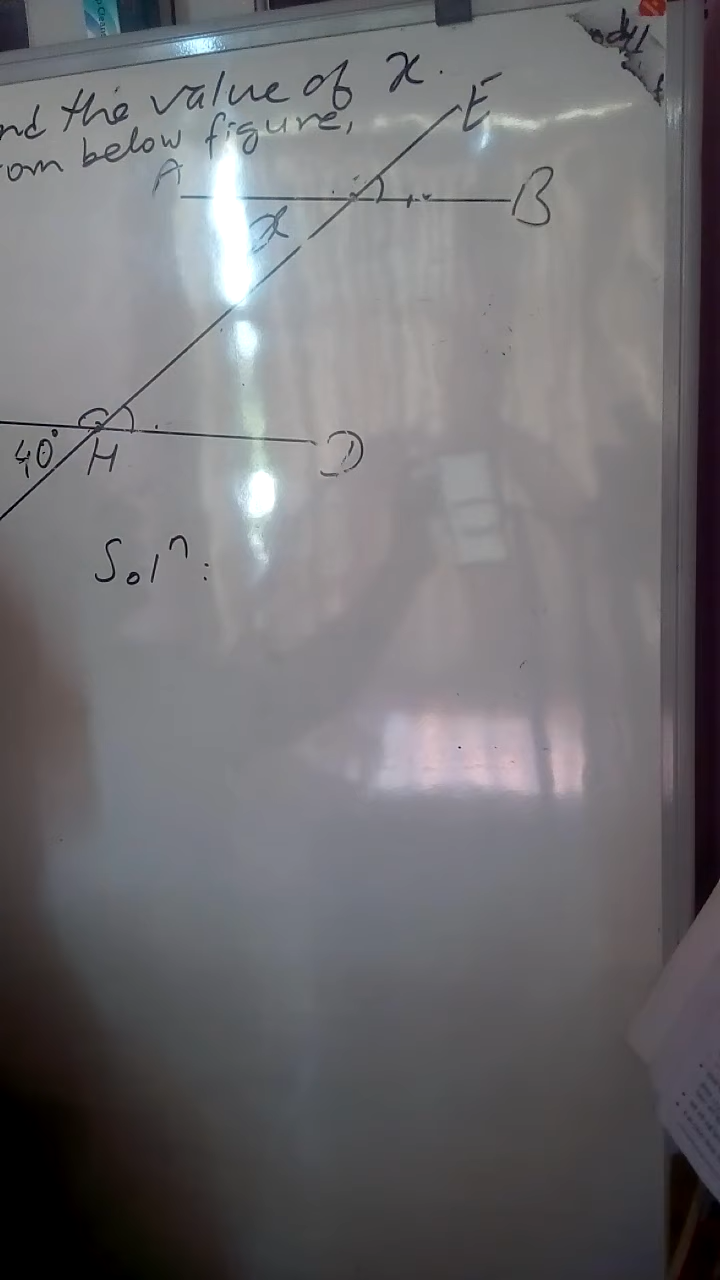 nd the value of x.
om below figure,
E
A
B
x
40°
H
D
Solⁿ: